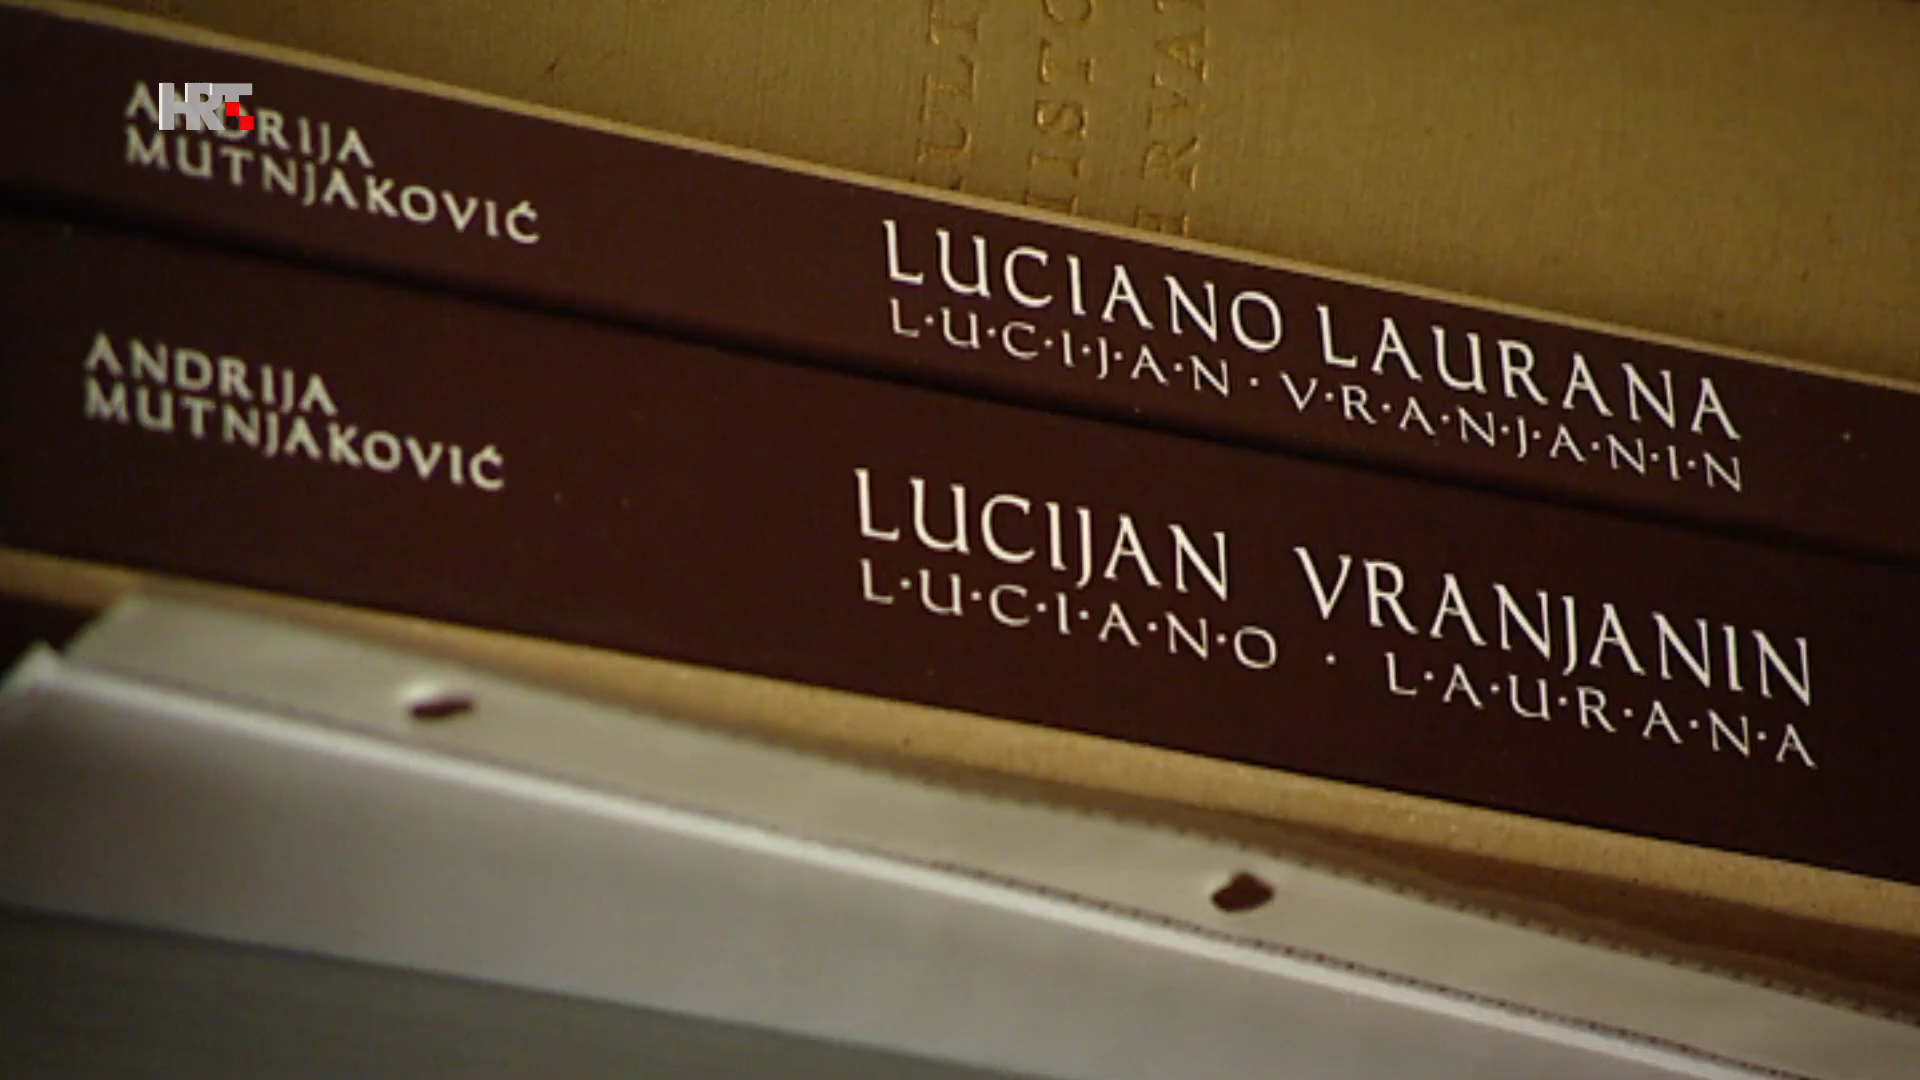 HRT
ANDRIJA
MUTNJAKOVIĆ
LUCIANO LAURANA
L·U·C·I·J·A·N · V·R·A·N·J·A·N·I·N
ANDRIJA
MUTNJAKOVIĆ
LUCIJAN VRANJANIN
L·U·C·I·A·N·O · L·A·U·R·A·N·A